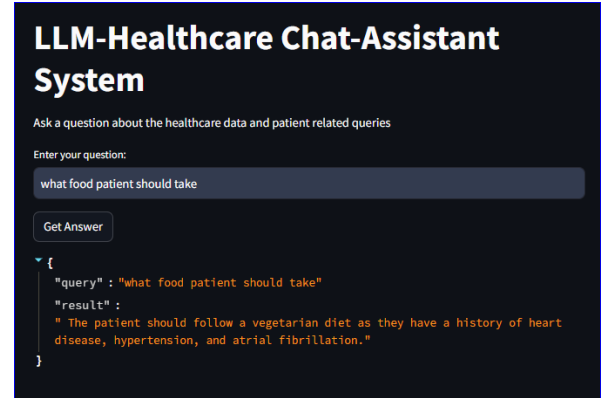 LLM-Healthcare Chat-Assistant
System
Ask a question about the healthcare data and patient related queries
Enter your question:
what food patient should take
Get Answer
{
"query" : "what food patient should take"
"result" :
" The patient should follow a vegetarian diet as they have a history of heart
disease, hypertension, and atrial fibrillation."
}